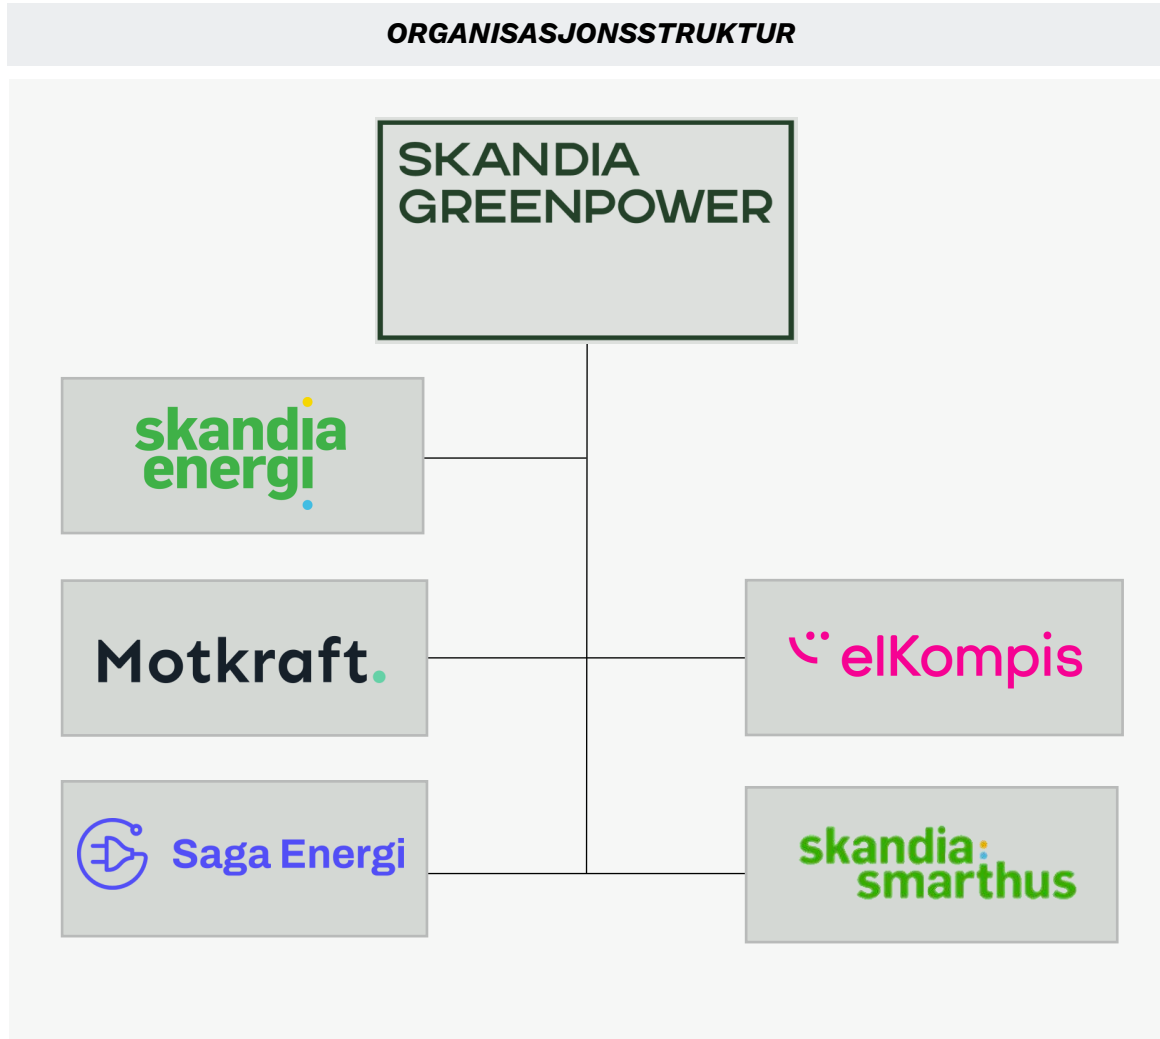 ORGANISASJONSSTRUKTUR
SKANDIA
GREENPOWER
skandia
energi
Motkraft.
elKompis
Saga Energi
skandia:
smarthus